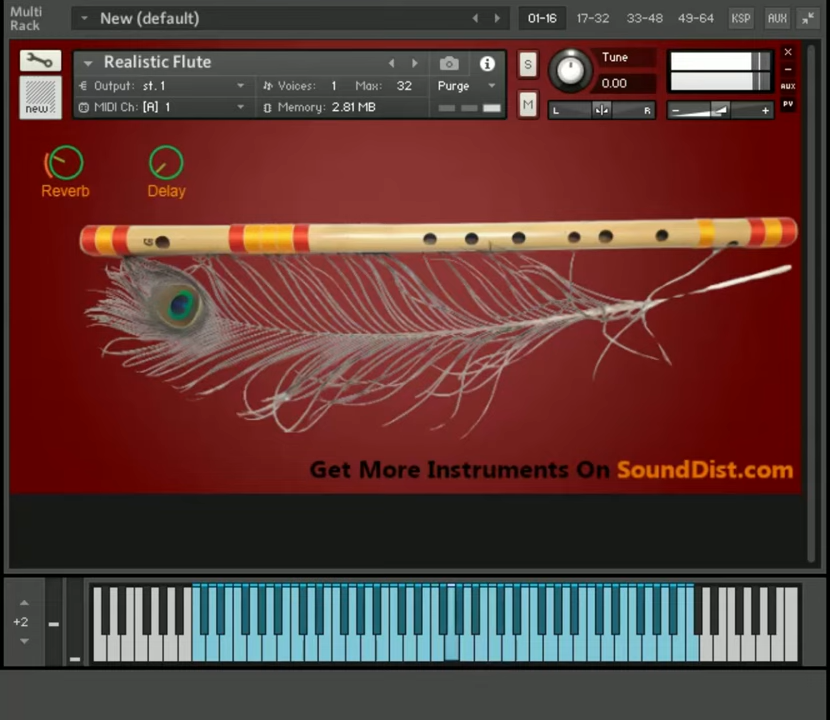 Multi
Rack
New (default)
01-16
17-32
33-48
49-64
KSP
AUX
Realistic Flute
S
Tune
Output: st.1
Voices: 1
Max: 32
Purge
0.00
new
MIDI Ch: [A] 1
Memory: 2.81 MB
M
L
R
AUX
PV
Reverb
Delay
Get More Instruments On SoundDist.com
+2